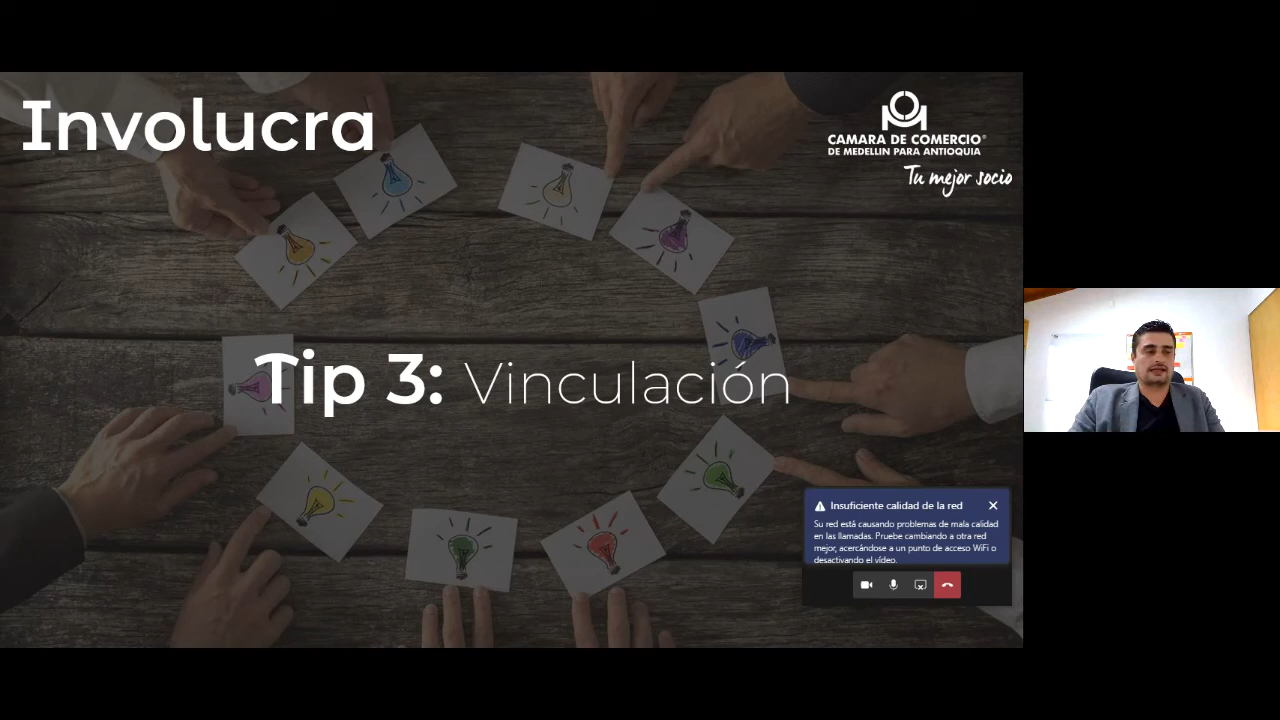 Involucra
CAMARA DE COMERCIO®
DE MEDELLIN PARA ANTIOQUIA
Tu mejor socio
Tip 3: Vinculación
Insuficiente calidad de la red
Su red está causando problemas de mala calidad
en las llamadas. Pruebe cambiando a otra red
mejor, acercándose a un punto de acceso WiFi o
desactivando el vídeo.